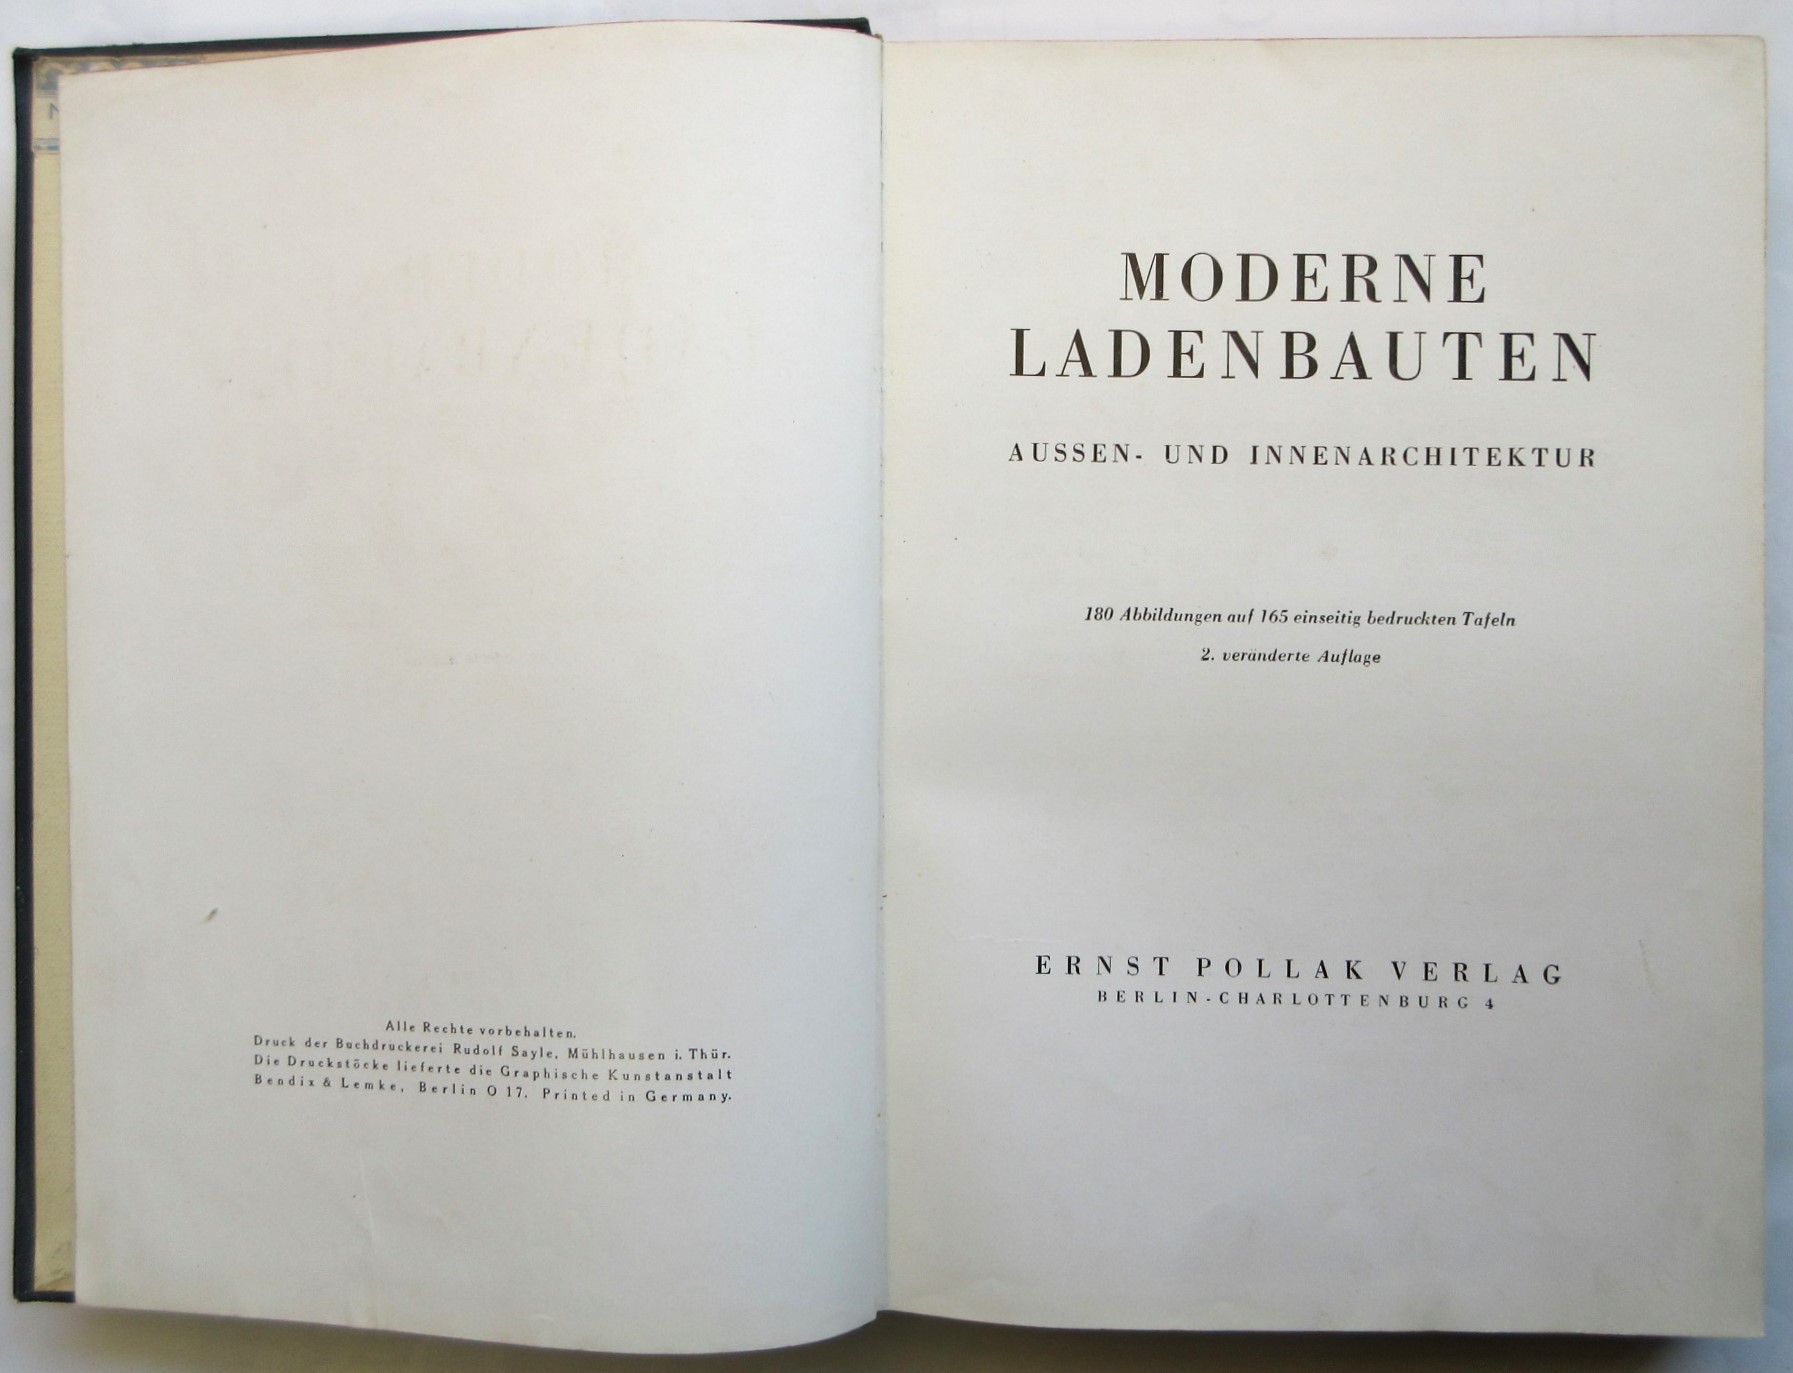 Alle Rechte vorbehalten.
Druck der Buchdruckerei Rudolf Sayle, Mühlhausen i. Thür.
Die Druckstöcke lieferte die Graphische Kunstanstalt
Bendix & Lemke, Berlin O 17. Printed in Germany.
MODERNE
LADENBAUTEN
AUSSEN- UND INNENARCHITEKTUR
180 Abbildungen auf 165 einseitig bedruckten Tafeln
2. veränderte Auflage
ERNST POLLAK VERLAG
BERLIN-CHARLOTTENBURG 4